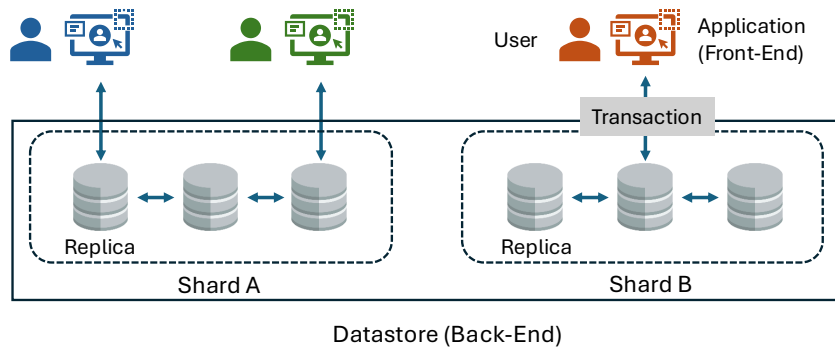 User
Application
(Front-End)
Transaction
Replica
Replica
Shard A
Shard B
Datastore (Back-End)